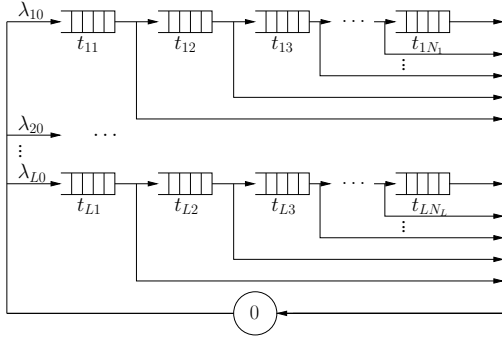 λ₁₀
t₁₁ t₁₂ t₁₃ ⋯ t₁N₁
⋮
λ₂₀ ⋯
⋮
λL0
tL1 tL2 tL3 ⋯ tLNL
⋮
0